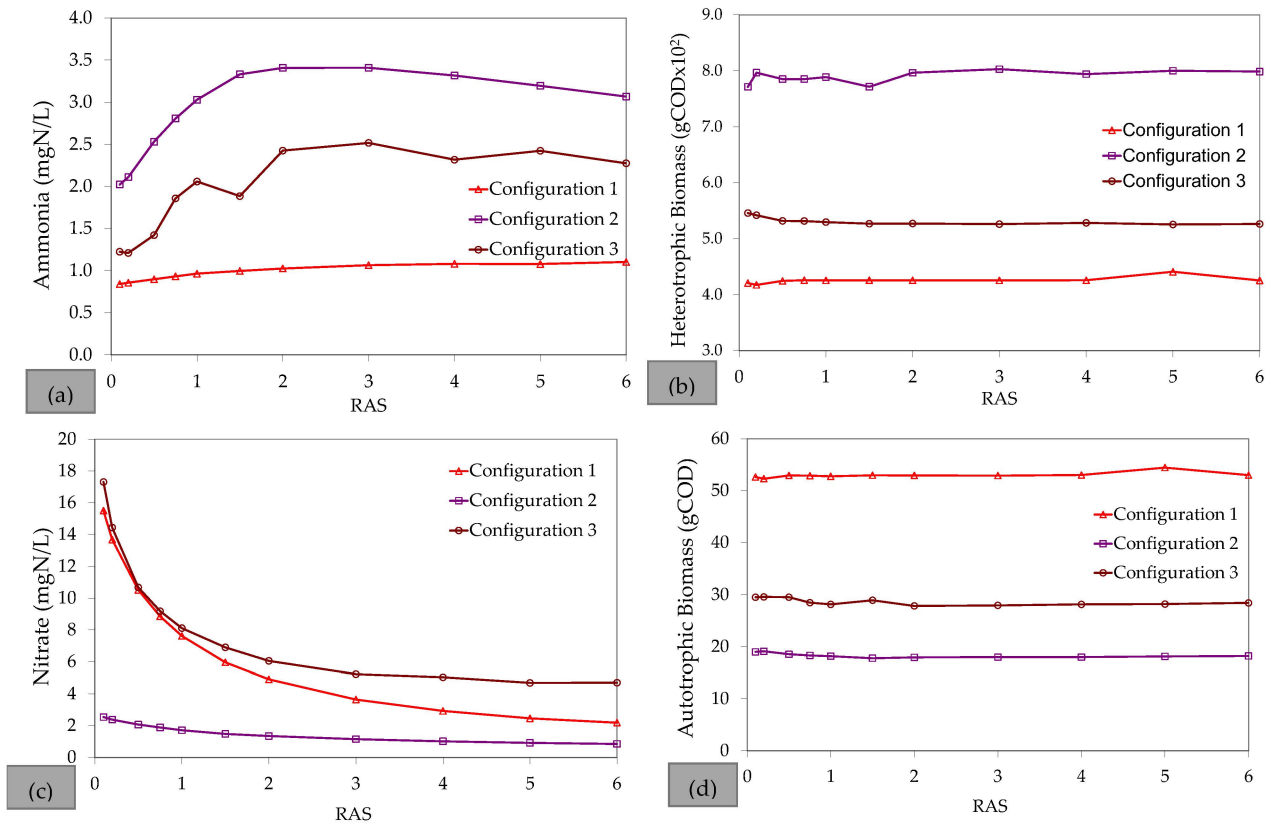 4.0
3.5
3.0
2.5
2.0
1.5
1.0
0.5
0.0
Ammonia (mgN/L)
Configuration 1
Configuration 2
Configuration 3
0 1 2 3 4 5 6
RAS
(a)
9.0
8.0
7.0
6.0
5.0
4.0
3.0
Heterotrophic Biomass (gCODx10²)
Configuration 1
Configuration 2
Configuration 3
0 1 2 3 4 5 6
RAS
(b)
20
18
16
14
12
10
8
6
4
2
0
Nitrate (mgN/L)
Configuration 1
Configuration 2
Configuration 3
0 1 2 3 4 5 6
RAS
(c)
60
50
40
30
20
10
0
Autotrophic Biomass (gCOD)
Configuration 1
Configuration 2
Configuration 3
0 1 2 3 4 5 6
RAS
(d)